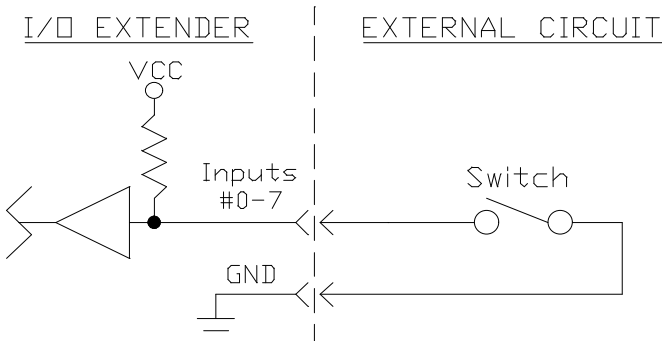 I/O EXTENDER
EXTERNAL CIRCUIT
VCC
Inputs
#0-7
Switch
GND